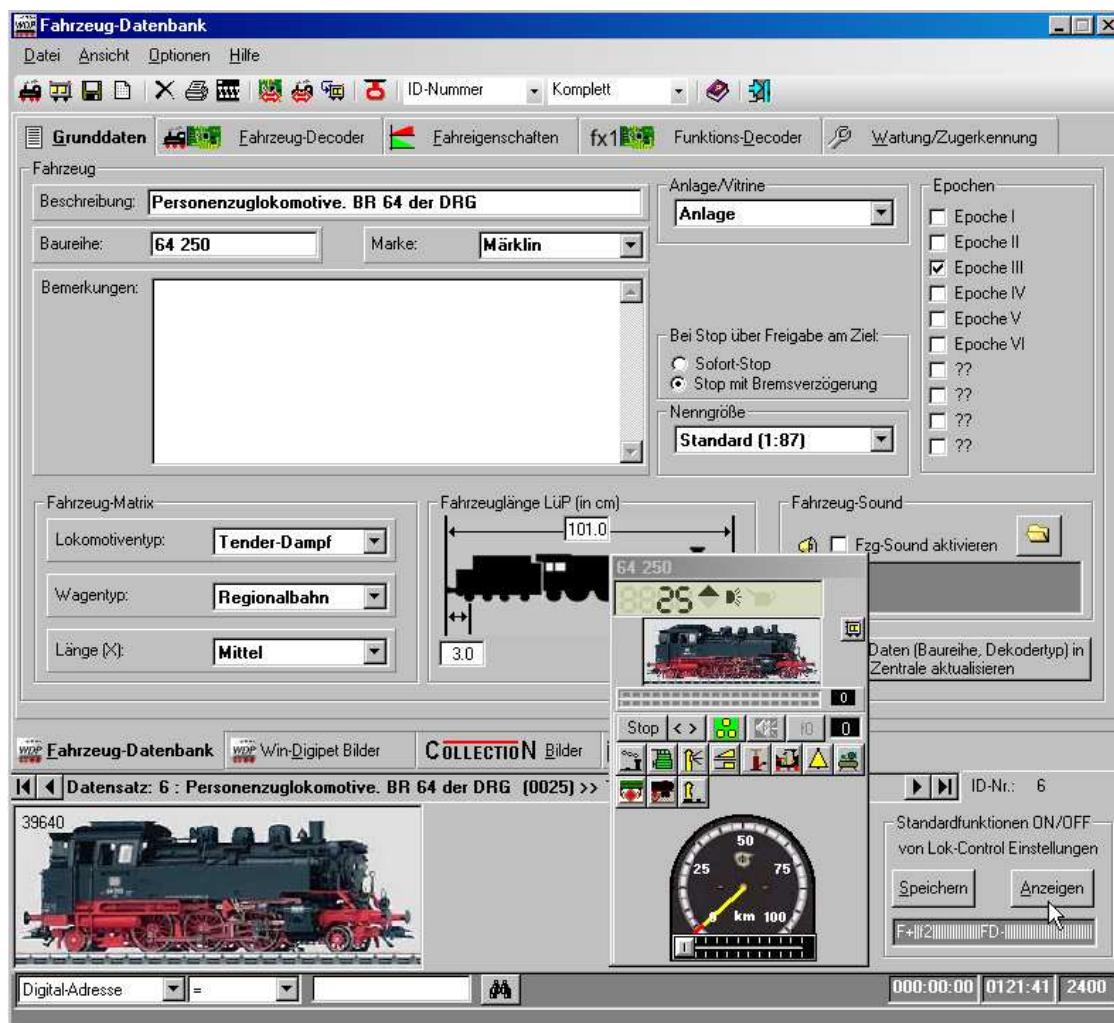 Fahrzeug-Datenbank
Datei Ansicht Optionen Hilfe
ID-Nummer Komplett
Grunddaten Fahrzeug-Decoder Fahreigenschaften fx1 Funktions-Decoder Wartung/Zugerkennung
Fahrzeug
Beschreibung: Personenzuglokomotive. BR 64 der DRG
Baureihe: 64 250 Marke: Märklin
Bemerkungen:
Anlage/Vitrine
Anlage
Bei Stop über Freigabe am Ziel:
Sofort-Stop
Stop mit Bremsverzögerung
Nenngröße
Standard (1:87)
Epochen
Epoche I
Epoche II
Epoche III
Epoche IV
Epoche V
Epoche VI
??
??
??
??
Fahrzeug-Matrix
Lokomotiventyp: Tender-Dampf
Wagentyp: Regionalbahn
Länge (X): Mittel
Fahrzeuglänge LüP (in cm)
101.0
3.0
Fahrzeug-Sound
Fzg-Sound aktivieren
Daten (Baureihe, Dekodertyp) in
Zentrale aktualisieren
64 250
25
0
Stop < > f0 0
25 50 75
0 km 100
WDP Fahrzeug-Datenbank WDP Win-Digipet Bilder COLLECTION Bilder
Datensatz: 6 : Personenzuglokomotive. BR 64 der DRG (0025) >>
ID-Nr.: 6
39640
Standardfunktionen ON/OFF
von Lok-Control Einstellungen
Speichern Anzeigen
F+||f2||||||||||||FD-||||||||||||||||||||
Digital-Adresse =
000:00:00 0121:41 2400